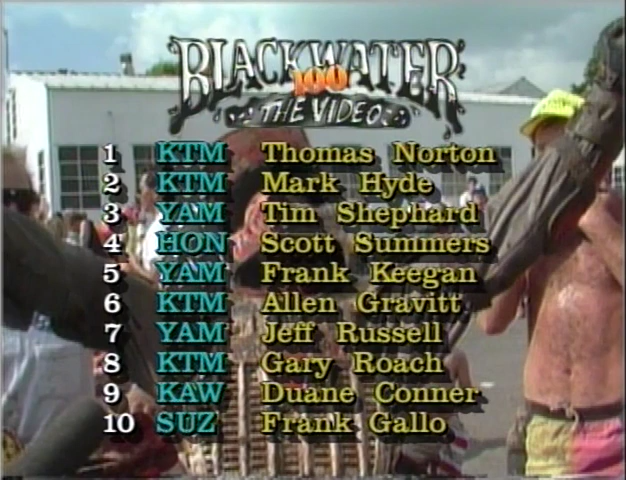 BLACKWATER
100
THE VIDEO
1 KTM Thomas Norton
2 KTM Mark Hyde
3 YAM Tim Shephard
4 HON Scott Summers
5 YAM Frank Keegan
6 KTM Allen Gravitt
7 YAM Jeff Russell
8 KTM Gary Roach
9 KAW Duane Conner
10 SUZ Frank Gallo